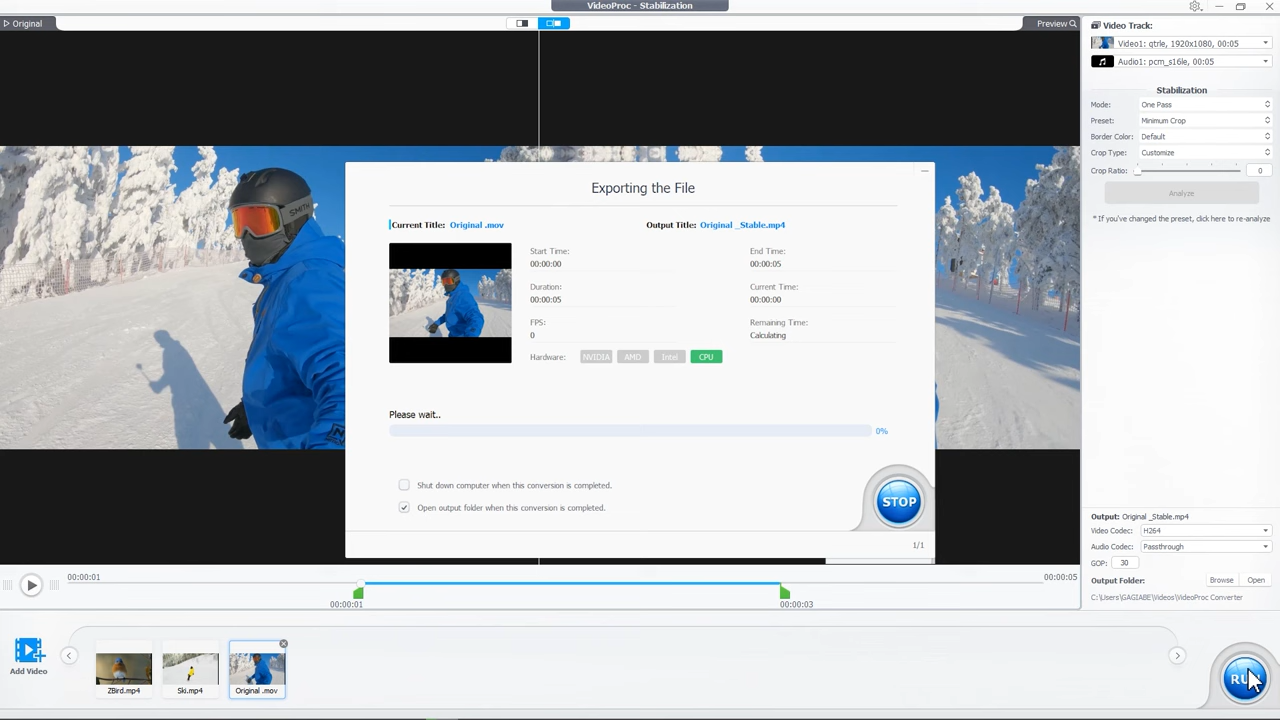 VideoProc - Stabilization
Original
Preview
Video Track:
Video1: qtrle, 1920x1080, 00:05
Audio1: pcm_s16le, 00:05
Stabilization
Mode: One Pass
Preset: Minimum Crop
Border Color: Default
Crop Type: Customize
Crop Ratio: 0
Analyze
* If you've changed the preset, click here to re-analyze
SMITH
Exporting the File
Current Title: Original .mov
Output Title: Original _Stable.mp4
Start Time:
00:00:00
End Time:
00:00:05
Duration:
00:00:05
Current Time:
00:00:00
FPS:
0
Remaining Time:
Calculating
Hardware: NVIDIA AMD Intel CPU
Please wait..
0%
Shut down computer when this conversion is completed.
Open output folder when this conversion is completed.
STOP
1/1
Output: Original _Stable.mp4
Video Codec: H264
Audio Codec: Passthrough
GOP: 30
Output Folder: Browse Open
C:\Users\GAGIABE\Videos\VideoProc Converter
00:00:01
00:00:05
00:00:01
00:00:03
Add Video
ZBird.mp4
Ski.mp4
Original .mov